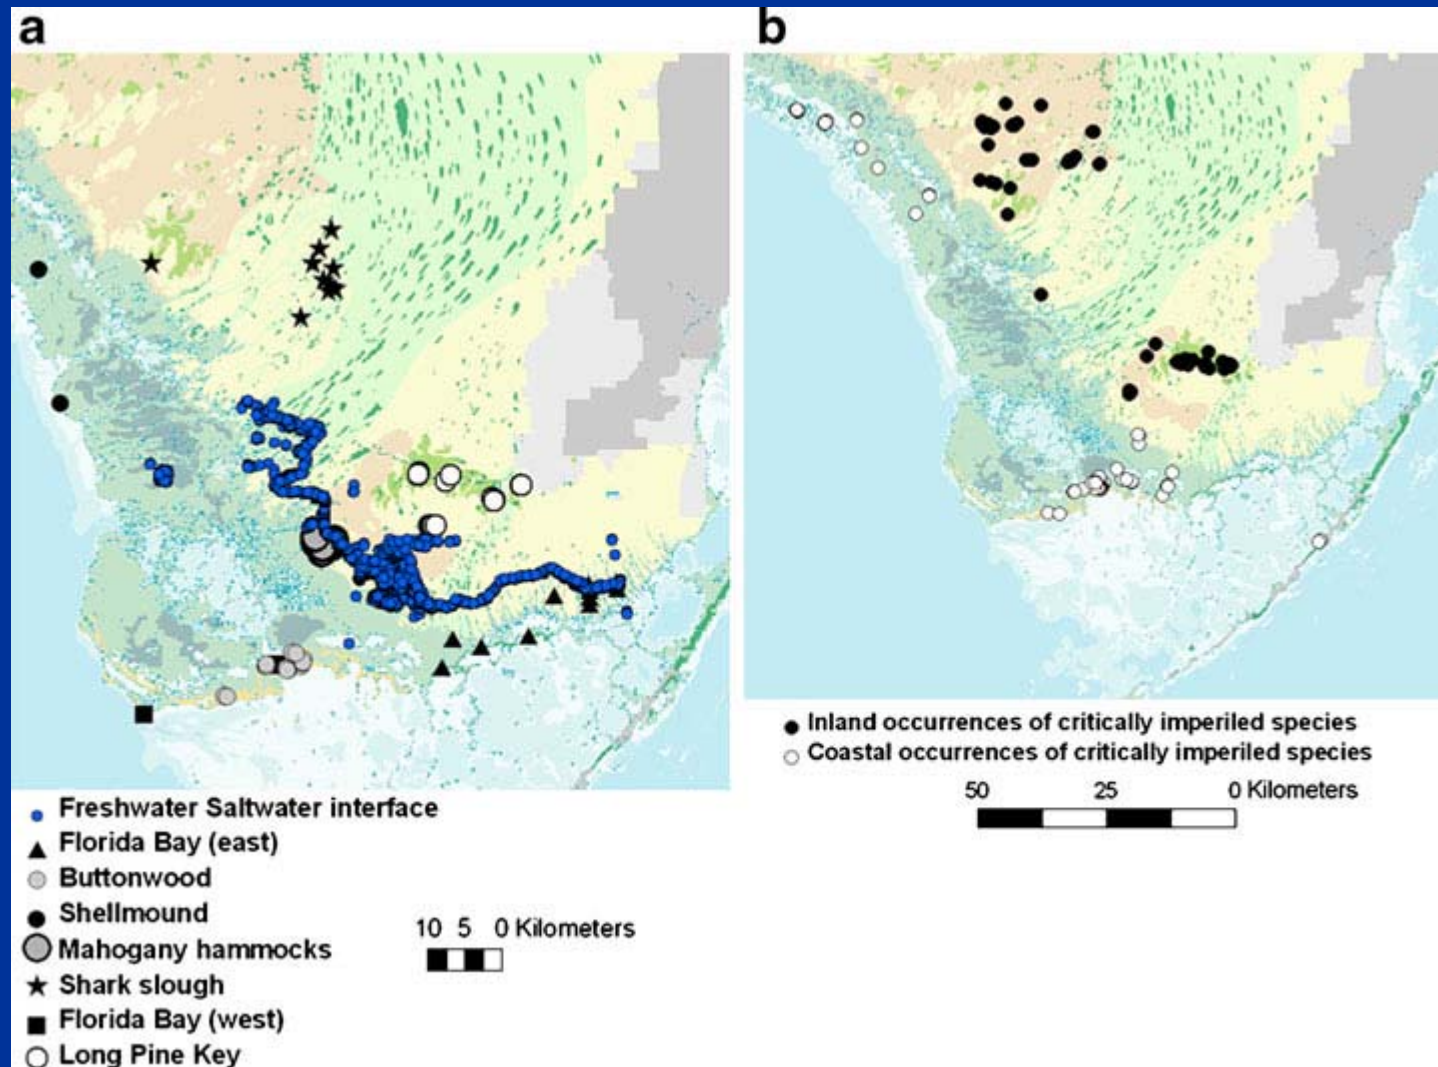 a
b
Freshwater Saltwater interface
Florida Bay (east)
Buttonwood
Shellmound
Mahogany hammocks
Shark slough
Florida Bay (west)
Long Pine Key
10 5 0 Kilometers
Inland occurrences of critically imperiled species
Coastal occurrences of critically imperiled species
50 25 0 Kilometers